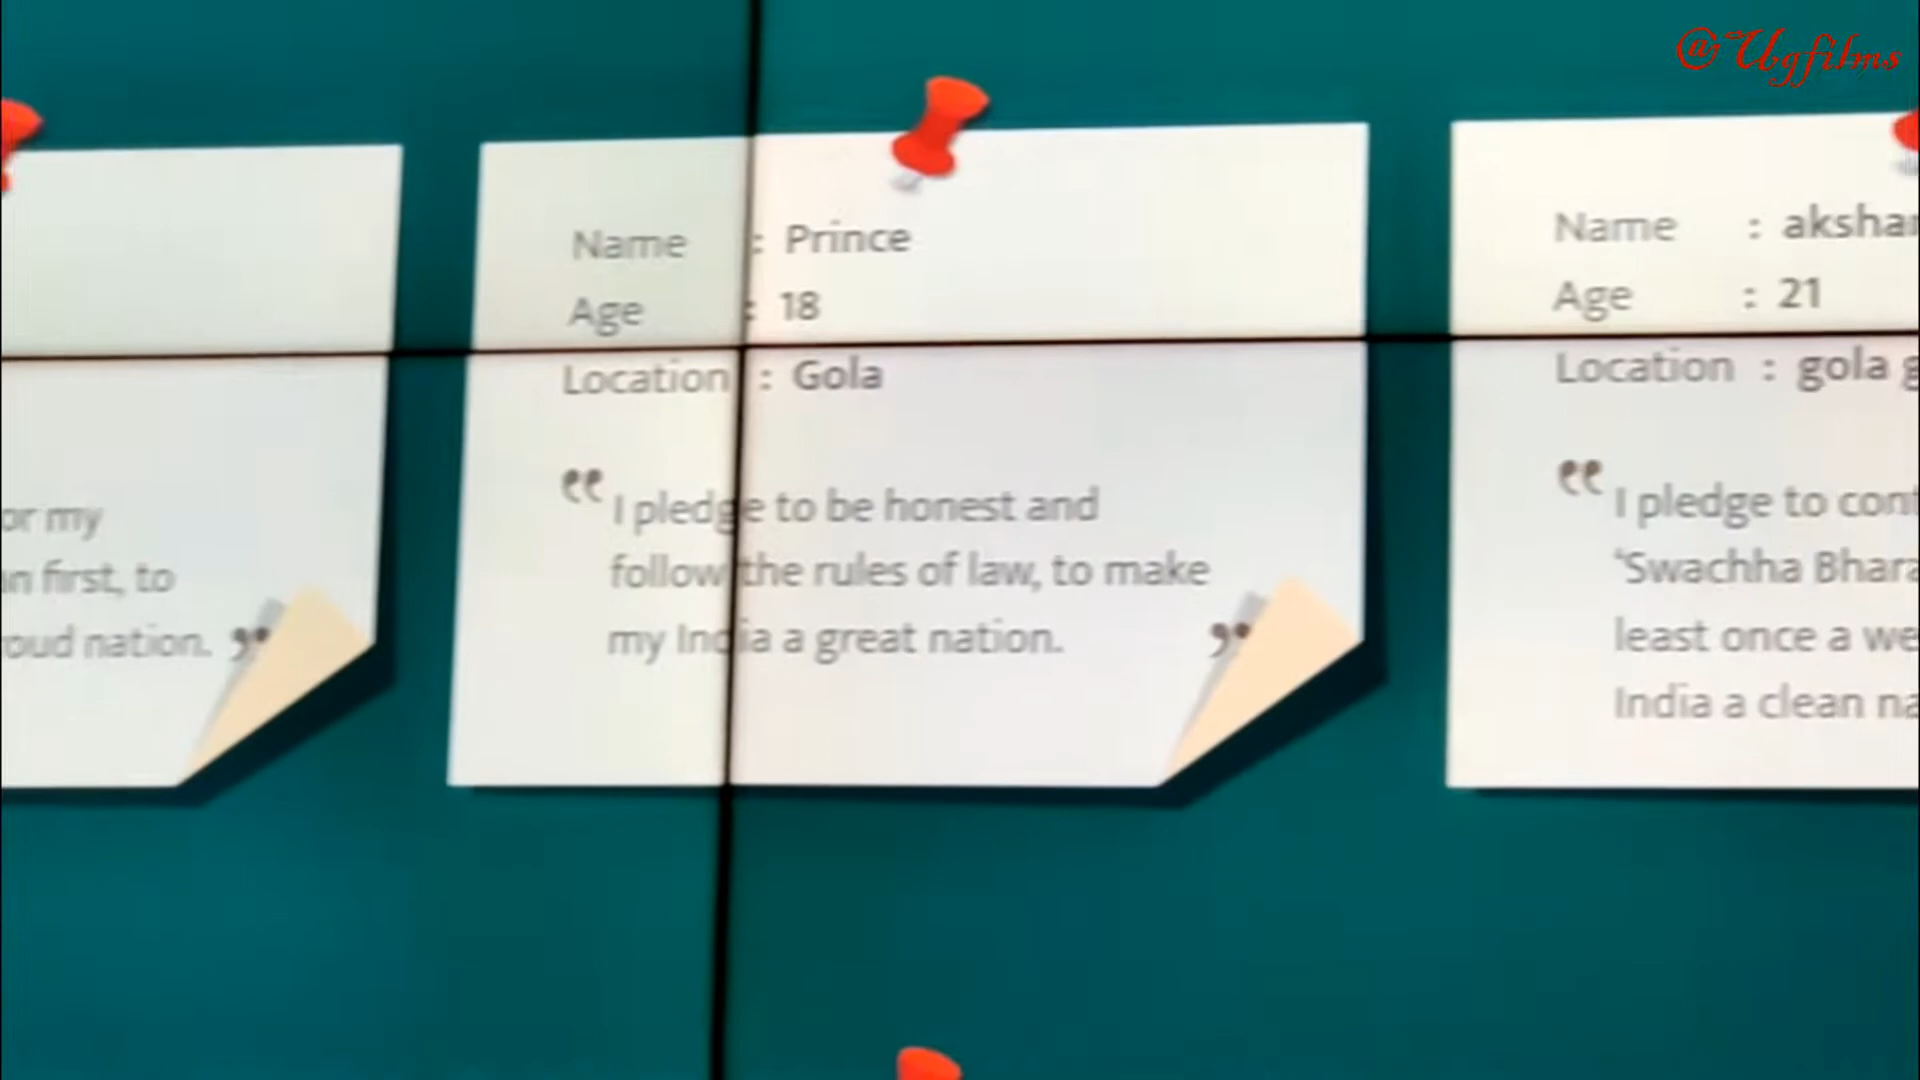 @Ugfilms
or my
n first, to
oud nation. ”
Name : Prince
Age : 18
Location : Gola
“ I pledge to be honest and
follow the rules of law, to make
my India a great nation. ”
Name : akshar
Age : 21
Location : gola g
“ I pledge to con
‘Swachha Bhara
least once a we
India a clean na